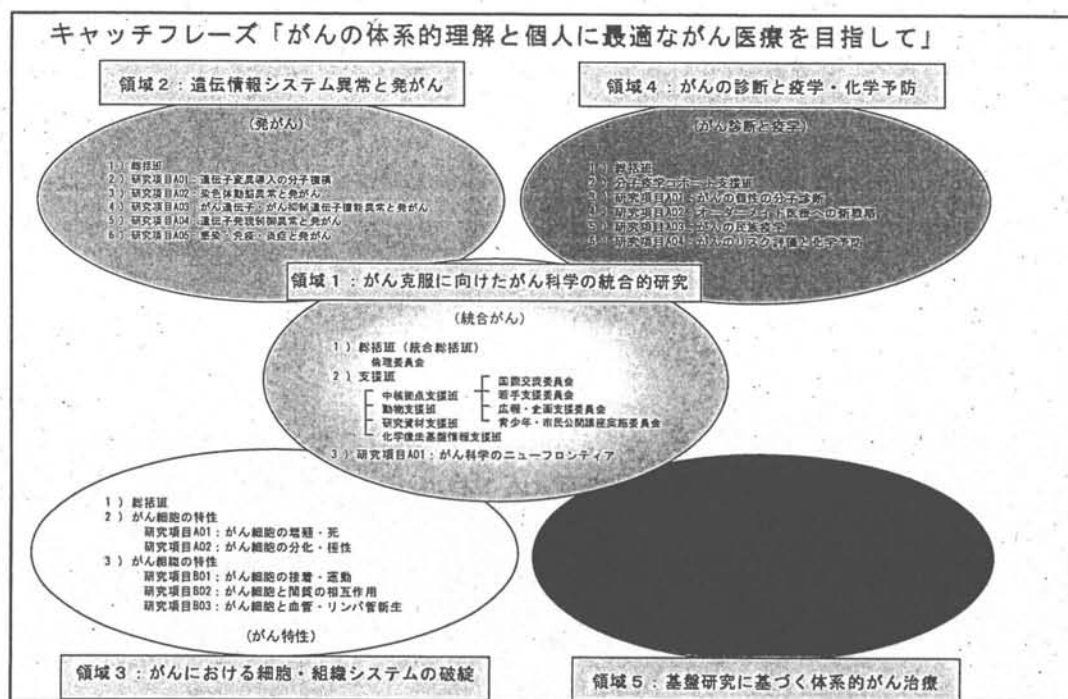 キャッチフレーズ「がんの体系的理解と個人に最適ながん医療を目指して」
領域2：遺伝情報システム異常と発がん
(発がん)
1）総括班
2）研究項目A01：遺伝子変異導入の分子機構
3）研究項目A02：染色体動態異常と発がん
4）研究項目A03：がん遺伝子・がん抑制遺伝子機能異常と発がん
5）研究項目A04：遺伝子発現制御異常と発がん
6）研究項目A05：感染・免疫・炎症と発がん
領域4：がんの診断と疫学・化学予防
(がん診断と疫学)
1）総括班
2）分子疫学コホート支援班
3）研究項目A01：がんの個性の分子診断
4）研究項目A02：オーダーメイド医療への新戦略
5）研究項目A03：がんの民族疫学
6）研究項目A04：がんのリスク評価と化学予防
領域1：がん克服に向けたがん科学の統合的研究
(統合がん)
1）総括班（統合総括班）
倫理委員会
2）支援班
中核拠点支援班
動物支援班
研究資材支援班
化学療法基盤情報支援班
国際交流委員会
若手支援委員会
広報・企画支援委員会
青少年・市民公開講座実施委員会
3）研究項目A01：がん科学のニューフロンティア
1）総括班
2）がん細胞の特性
研究項目A01：がん細胞の増殖・死
研究項目A02：がん細胞の分化・極性
3）がん組織の特性
研究項目B01：がん細胞の接着・運動
研究項目B02：がん細胞と間質の相互作用
研究項目B03：がん細胞と血管・リンパ管新生
(がん特性)
領域3：がんにおける細胞・組織システムの破綻
領域5：基盤研究に基づく体系的がん治療